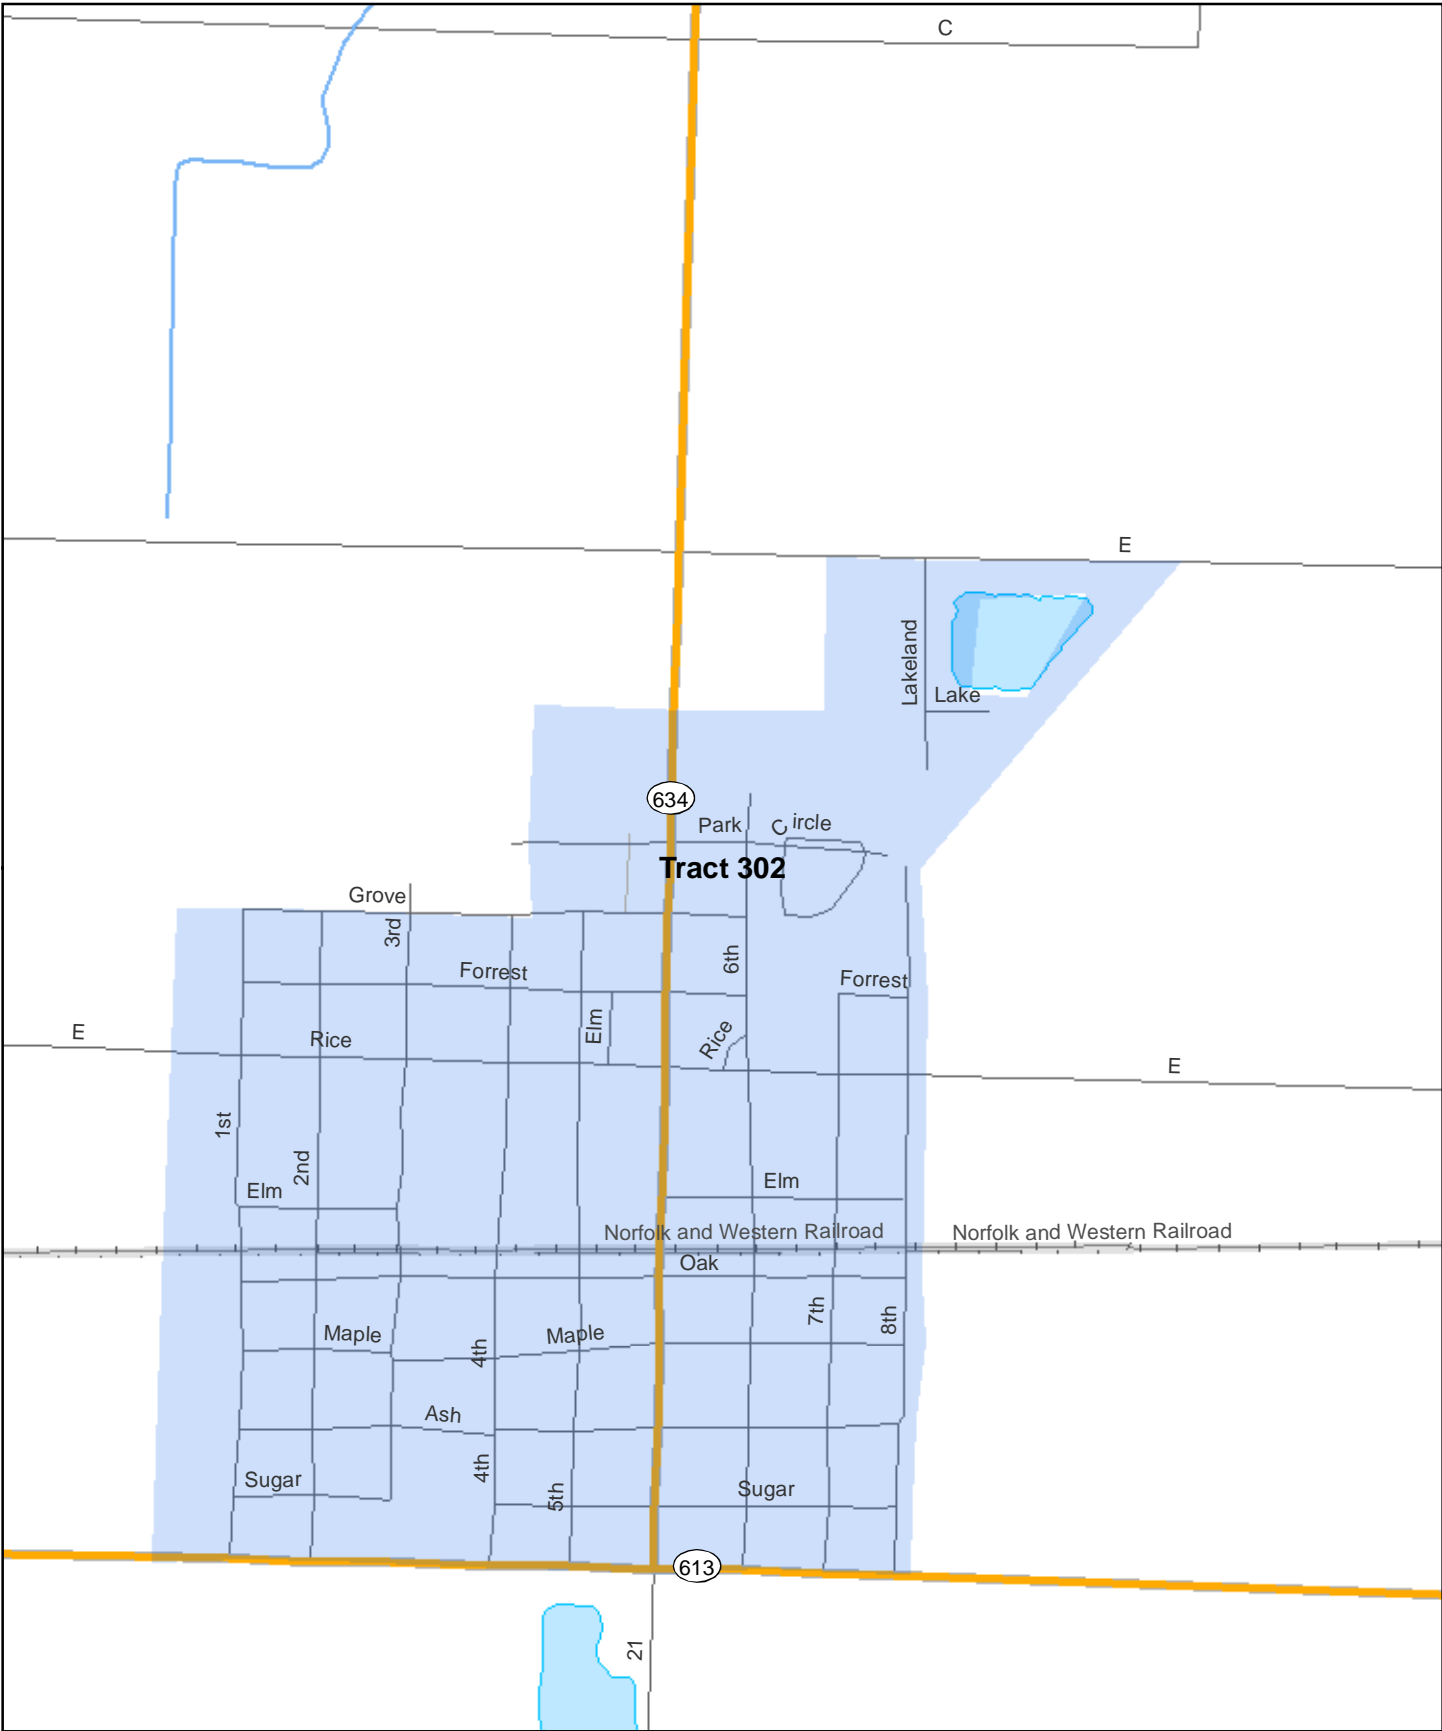 C
E
Lakeland
Lake
634
Park
Circle
Tract 302
Grove
3rd
6th
Forrest
Forrest
Elm
Rice
E
Rice
E
1st
2nd
Elm
Elm
Norfolk and Western Railroad
Norfolk and Western Railroad
Oak
7th
8th
Maple
Maple
4th
Ash
4th
Sugar
5th
Sugar
613
21